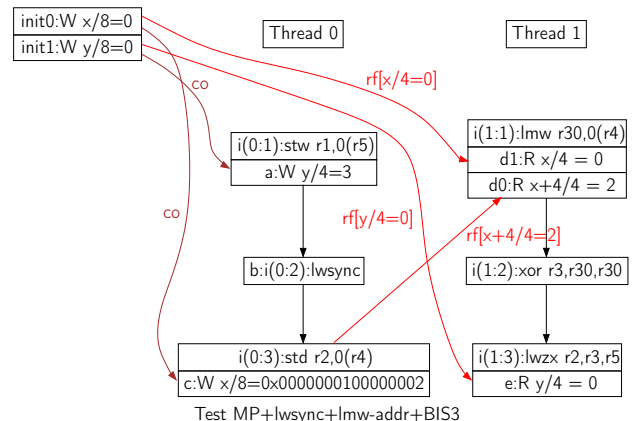 init0:W x/8=0
init1:W y/8=0
Thread 0
Thread 1
rf[x/4=0]
co
i(0:1):stw r1,0(r5)
a:W y/4=3
i(1:1):lmw r30,0(r4)
d1:R x/4 = 0
d0:R x+4/4 = 2
co
rf[y/4=0]
rf[x+4/4=2]
b:i(0:2):lwsync
i(1:2):xor r3,r30,r30
i(0:3):std r2,0(r4)
c:W x/8=0x0000000100000002
i(1:3):lwzx r2,r3,r5
e:R y/4 = 0
Test MP+lwsync+lmw-addr+BIS3